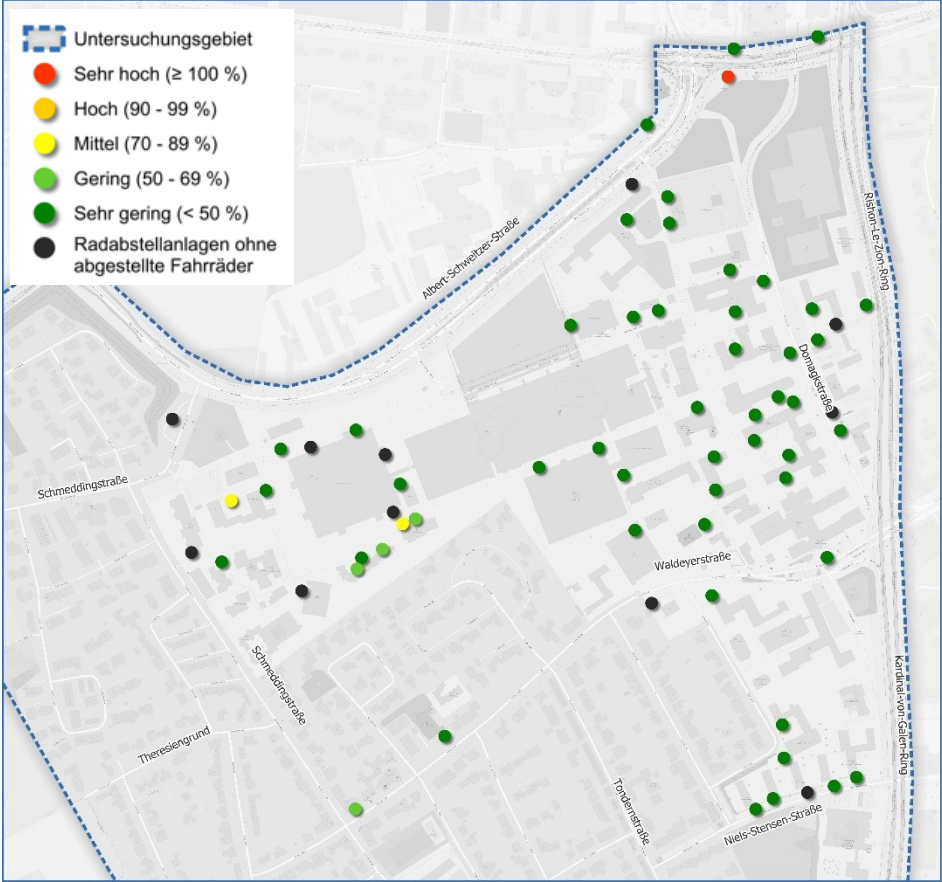 Untersuchungsgebiet
Sehr hoch (≥ 100 %)
Hoch (90 - 99 %)
Mittel (70 - 89 %)
Gering (50 - 69 %)
Sehr gering (< 50 %)
Radabstellanlagen ohne
abgestellte Fahrräder
Albert-Schweitzer-Straße
Rishon-Le-Zion-Ring
Domagkstraße
Schmeddingstraße
Waldeyerstraße
Schmeddingstraße
Kardinal-von-Galen-Ring
Theresiengrund
Tondernstraße
Niels-Stensen-Straße